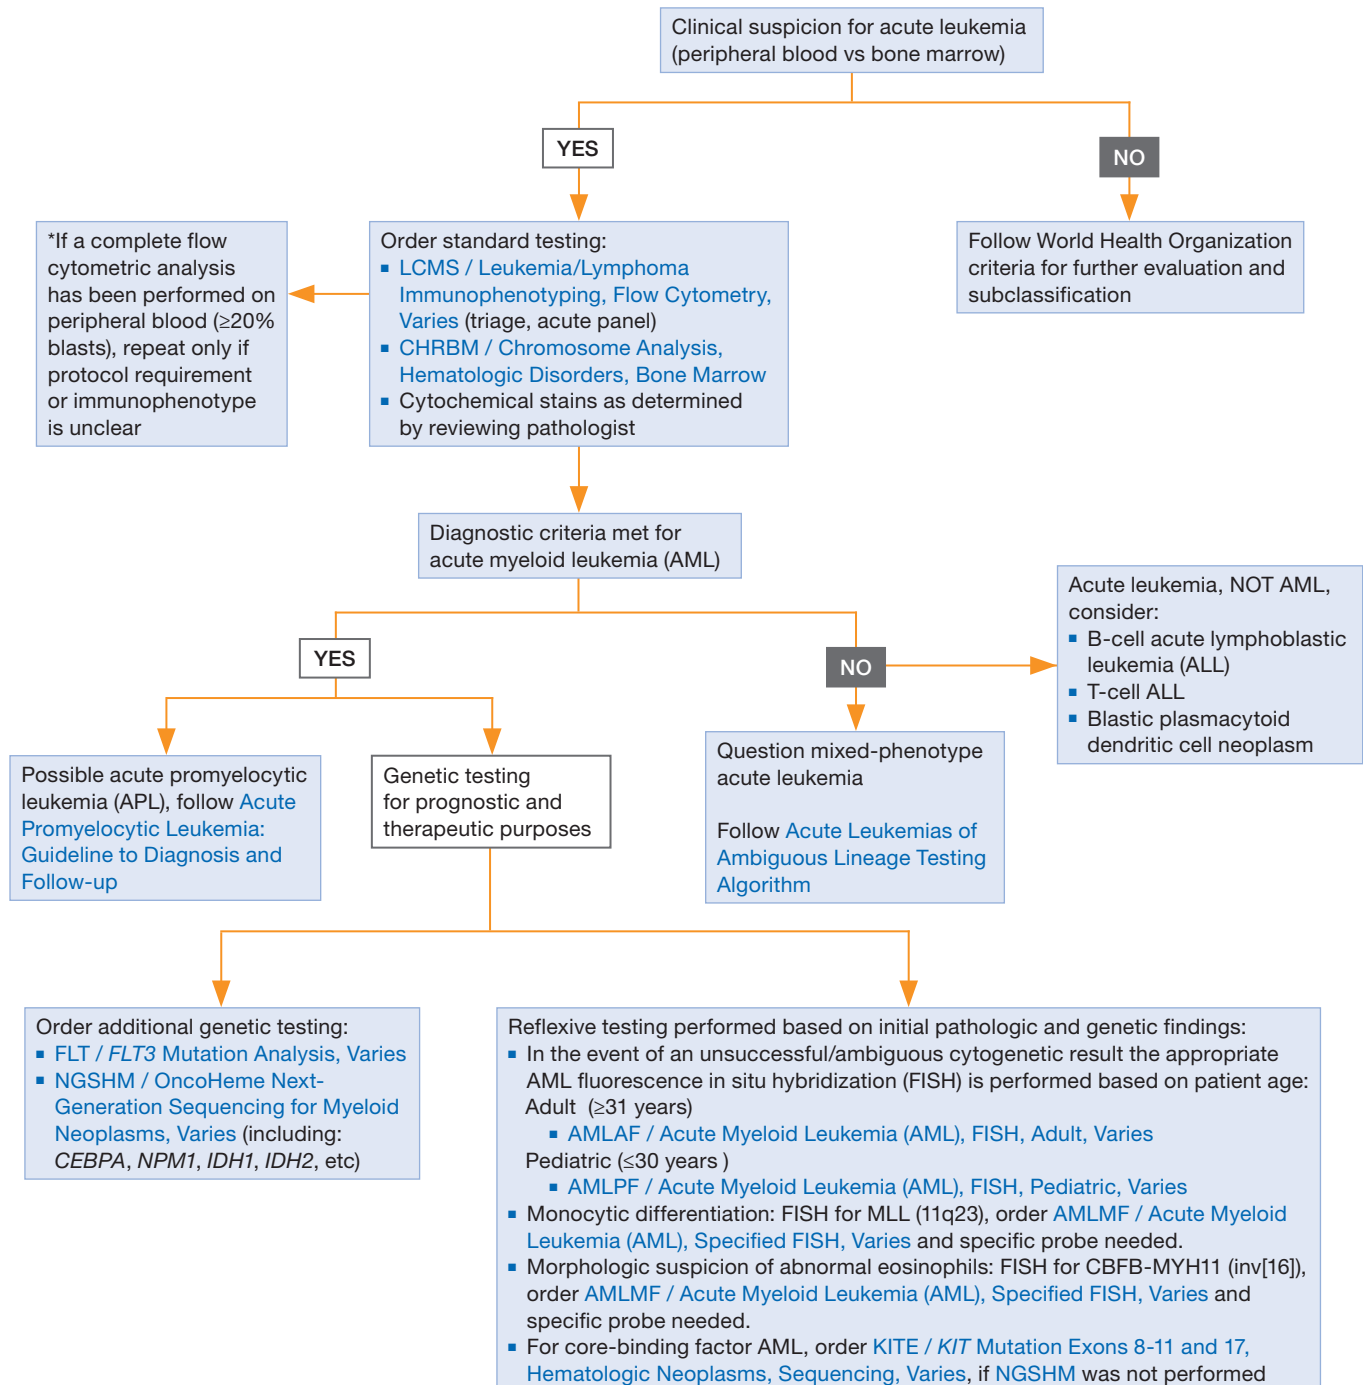 Clinical suspicion for acute leukemia
(peripheral blood vs bone marrow)
YES
NO
*If a complete flow
cytometric analysis
has been performed on
peripheral blood (≥20%
blasts), repeat only if
protocol requirement
or immunophenotype
is unclear
Order standard testing:
▪ LCMS / Leukemia/Lymphoma
Immunophenotyping, Flow Cytometry,
Varies (triage, acute panel)
▪ CHRBM / Chromosome Analysis,
Hematologic Disorders, Bone Marrow
▪ Cytochemical stains as determined
by reviewing pathologist
Follow World Health Organization
criteria for further evaluation and
subclassification
Diagnostic criteria met for
acute myeloid leukemia (AML)
YES
NO
Acute leukemia, NOT AML,
consider:
▪ B-cell acute lymphoblastic
leukemia (ALL)
▪ T-cell ALL
▪ Blastic plasmacytoid
dendritic cell neoplasm
Possible acute promyelocytic
leukemia (APL), follow Acute
Promyelocytic Leukemia:
Guideline to Diagnosis and
Follow-up
Genetic testing
for prognostic and
therapeutic purposes
Question mixed-phenotype
acute leukemia
Follow Acute Leukemias of
Ambiguous Lineage Testing
Algorithm
Order additional genetic testing:
▪ FLT / FLT3 Mutation Analysis, Varies
▪ NGSHM / OncoHeme Next-
Generation Sequencing for Myeloid
Neoplasms, Varies (including:
CEBPA, NPM1, IDH1, IDH2, etc)
Reflexive testing performed based on initial pathologic and genetic findings:
▪ In the event of an unsuccessful/ambiguous cytogenetic result the appropriate
AML fluorescence in situ hybridization (FISH) is performed based on patient age:
Adult (≥31 years)
▪ AMLAF / Acute Myeloid Leukemia (AML), FISH, Adult, Varies
Pediatric (≤30 years )
▪ AMLPF / Acute Myeloid Leukemia (AML), FISH, Pediatric, Varies
▪ Monocytic differentiation: FISH for MLL (11q23), order AMLMF / Acute Myeloid
Leukemia (AML), Specified FISH, Varies and specific probe needed.
▪ Morphologic suspicion of abnormal eosinophils: FISH for CBFB-MYH11 (inv[16]),
order AMLMF / Acute Myeloid Leukemia (AML), Specified FISH, Varies and
specific probe needed.
▪ For core-binding factor AML, order KITE / KIT Mutation Exons 8-11 and 17,
Hematologic Neoplasms, Sequencing, Varies, if NGSHM was not performed